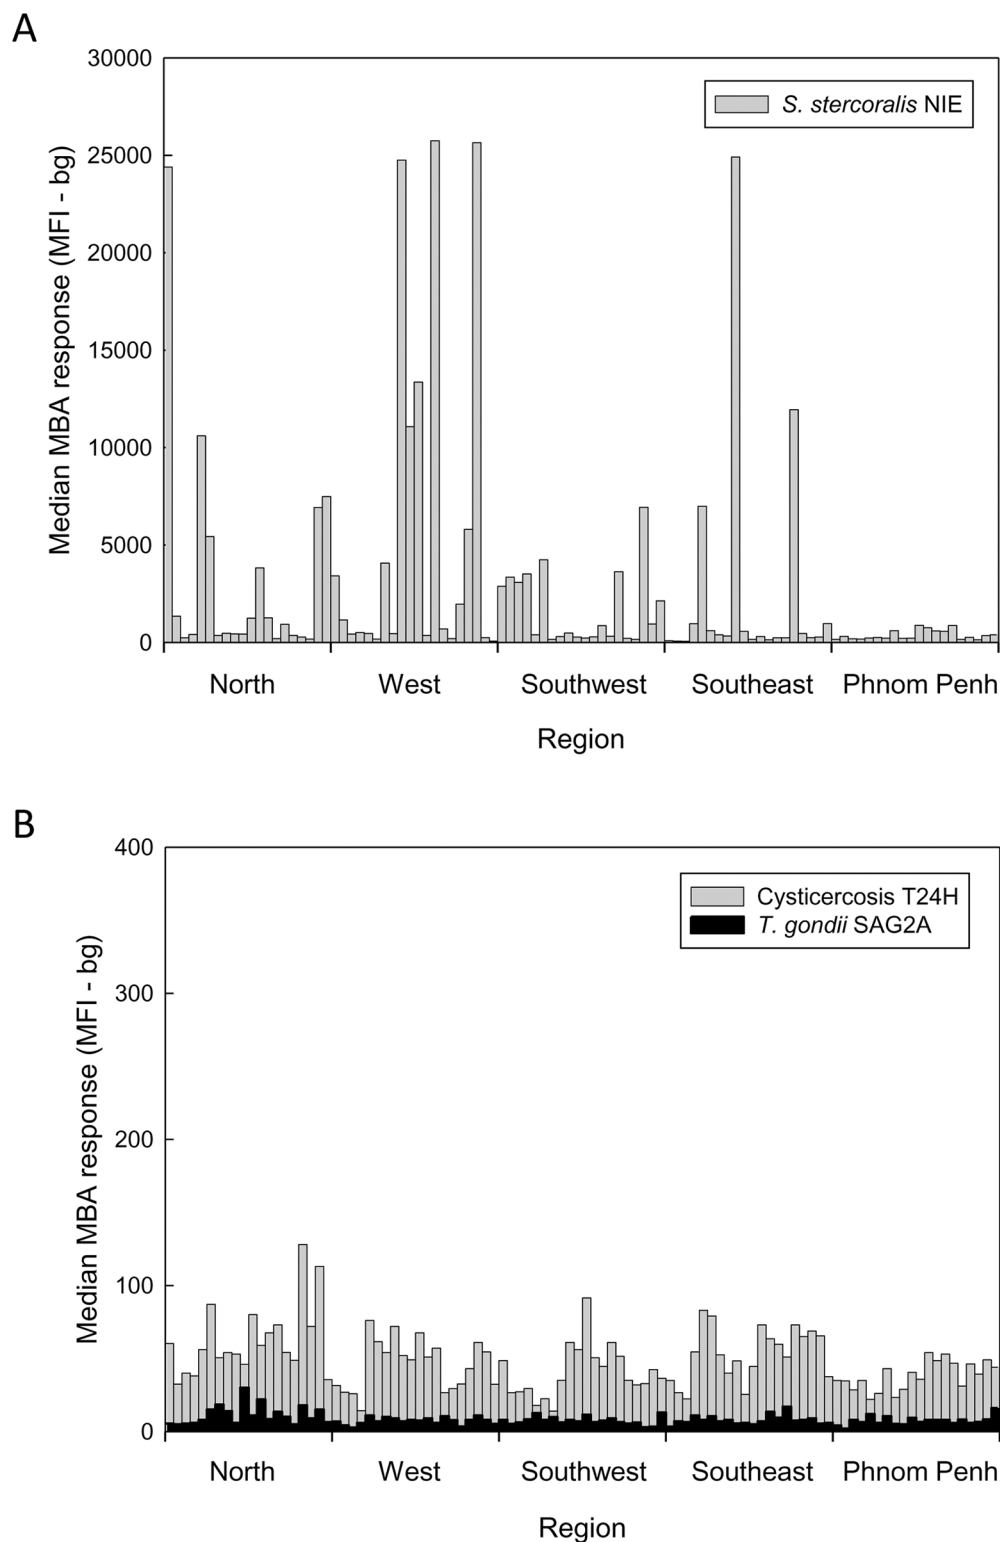 A
30000
25000
20000
15000
10000
5000
0
Median MBA response (MFI - bg)
S. stercoralis NIE
North West Southwest Southeast Phnom Penh
Region
B
400
300
200
100
0
Median MBA response (MFI - bg)
Cysticercosis T24H
T. gondii SAG2A
North West Southwest Southeast Phnom Penh
Region